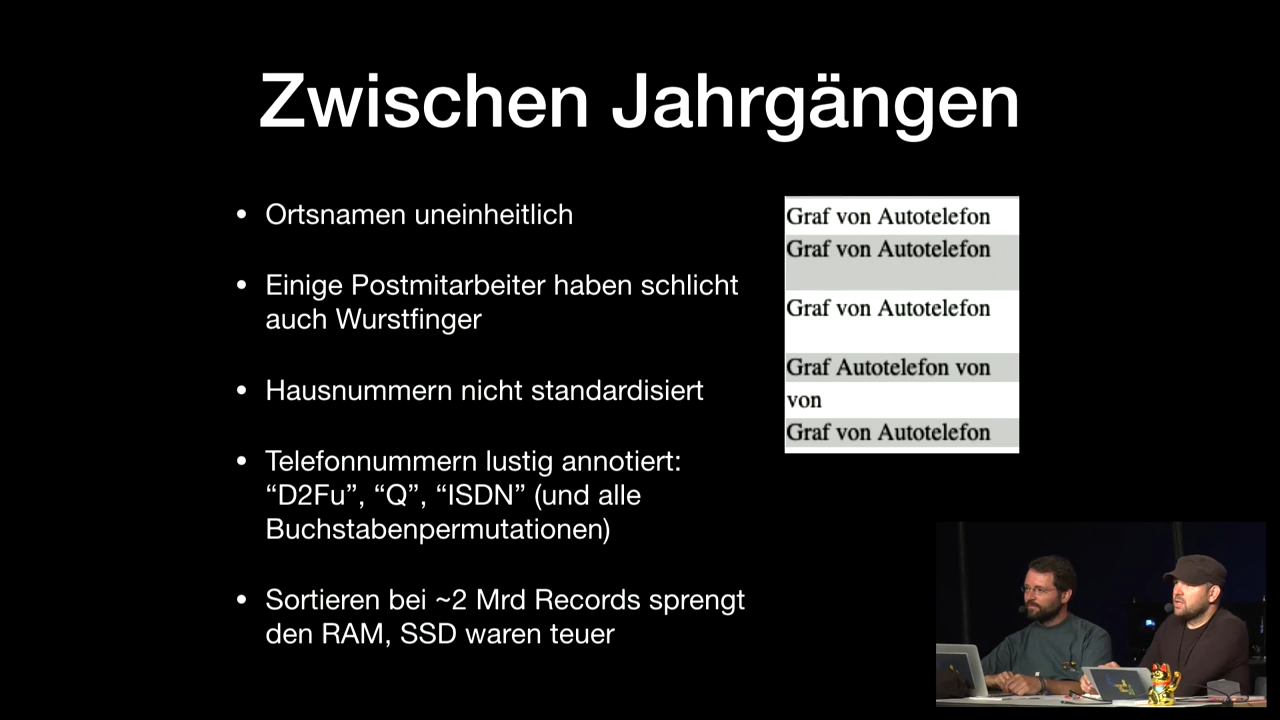 Zwischen Jahrgängen
• Ortsnamen uneinheitlich
• Einige Postmitarbeiter haben schlicht
auch Wurstfinger
• Hausnummern nicht standardisiert
• Telefonnummern lustig annotiert:
“D2Fu”, “Q”, “ISDN” (und alle
Buchstabenpermutationen)
• Sortieren bei ~2 Mrd Records sprengt
den RAM, SSD waren teuer
Graf von Autotelefon
Graf von Autotelefon
Graf von Autotelefon
Graf Autotelefon von
von
Graf von Autotelefon